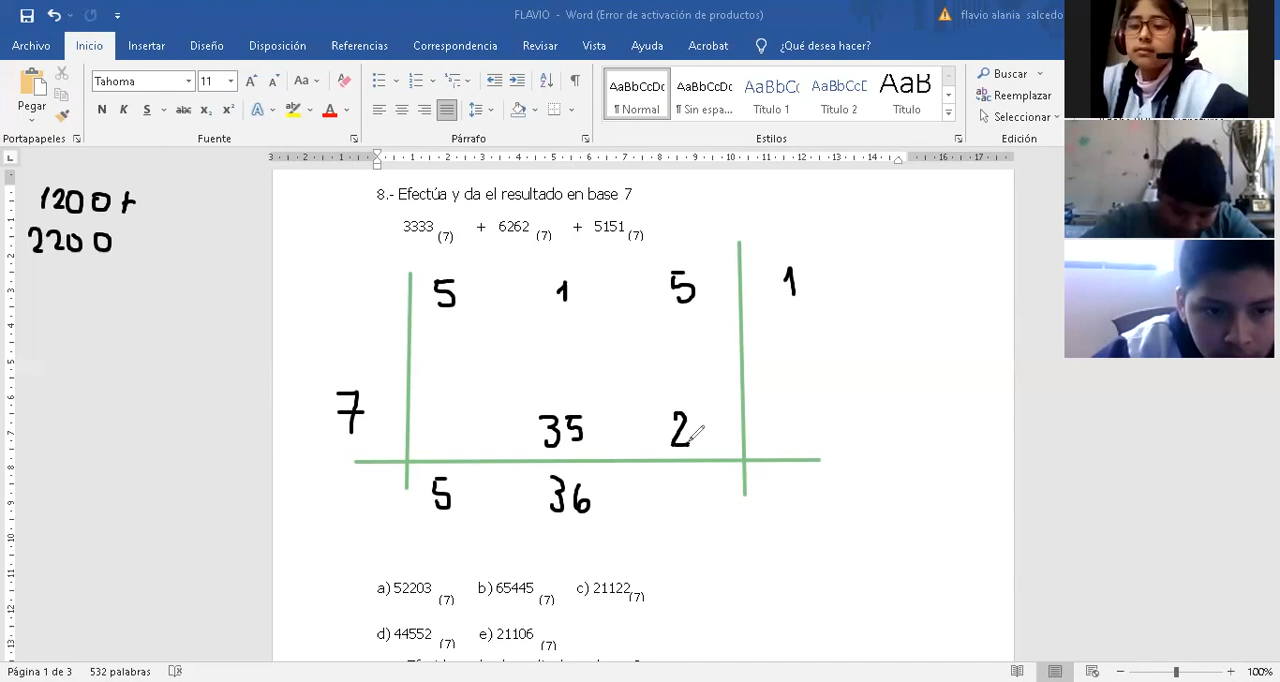 FLAVIO - Word (Error de activación de productos)
flavio alania salcedo
Archivo Inicio Insertar Diseño Disposición Referencias Correspondencia Revisar Vista Ayuda Acrobat ¿Qué desea hacer?
Pegar
Tahoma 11
AaBbCcDc AaBbCcDc AaBbC( AaBbCcD AaB
¶ Normal ¶ Sin espa... Título 1 Título 2 Título
Buscar
Reemplazar
Seleccionar
Portapapeles Fuente Párrafo Estilos Edición
1200+
2200
8.- Efectúa y da el resultado en base 7
3333 (7) + 6262 (7) + 5151 (7)
5 1 5 1
7 35 2
5 36
a) 52203 (7) b) 65445 (7) c) 21122 (7)
d) 44552 (7) e) 21106 (7)
Página 1 de 3 532 palabras 100%